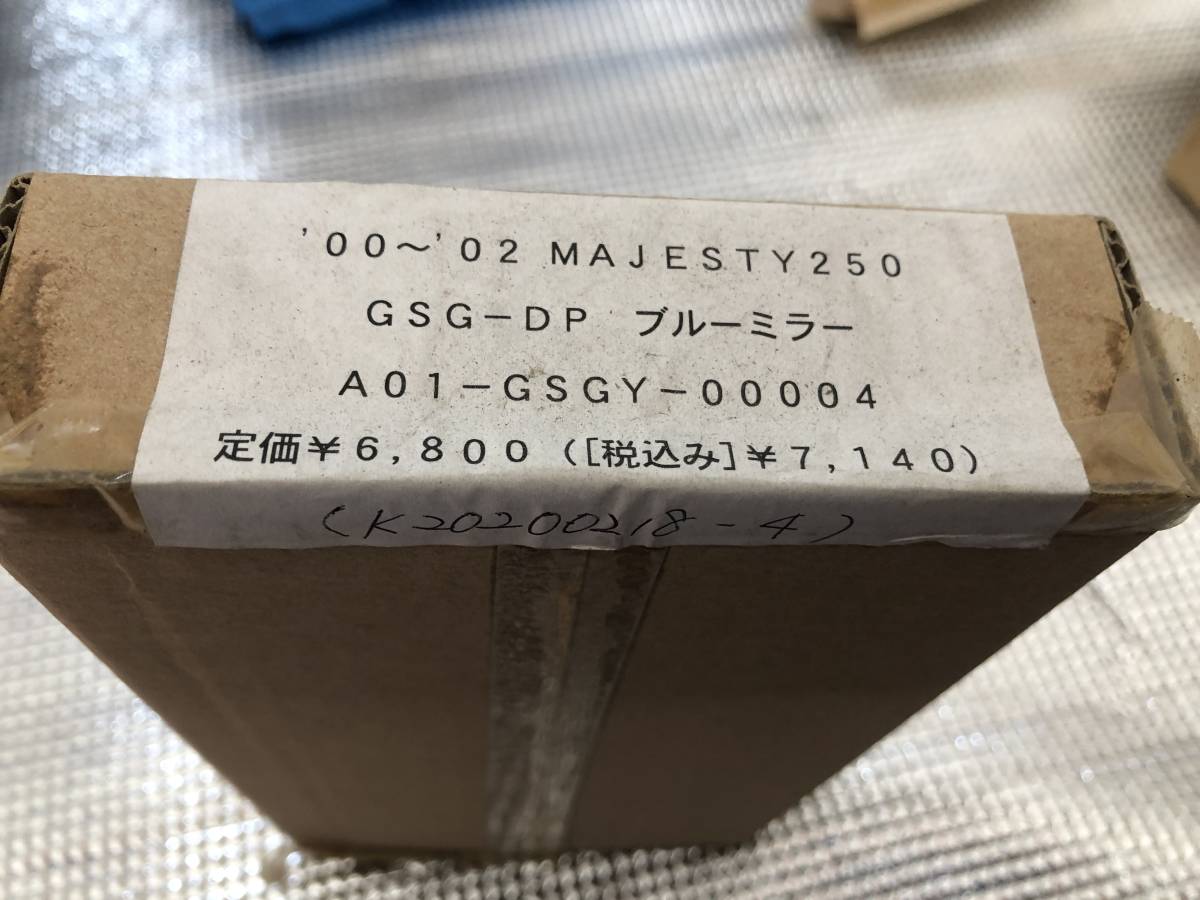 ’00～’02 MAJESTY250
GSG－DP ブルーミラー
A01－GSGY－00004
定価￥6,800（[税込み]￥7,140）
(K20200218-4)